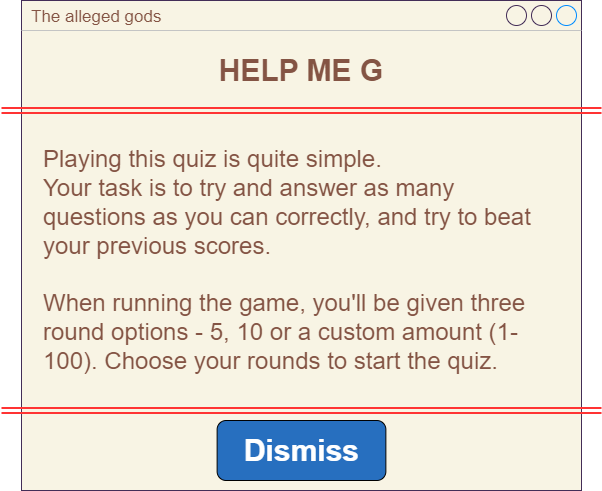 The alleged gods
HELP ME G
Playing this quiz is quite simple.
Your task is to try and answer as many
questions as you can correctly, and try to beat
your previous scores.
When running the game, you'll be given three
round options - 5, 10 or a custom amount (1-
100). Choose your rounds to start the quiz.
Dismiss